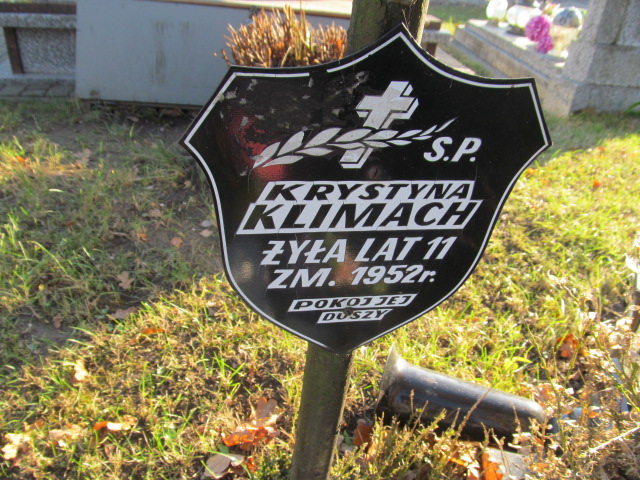 S.P.
KRYSTYNA
KLIMACH
ŻYŁA LAT 11
ZM. 1952r.
POKÓJ JEJ
DUSZY